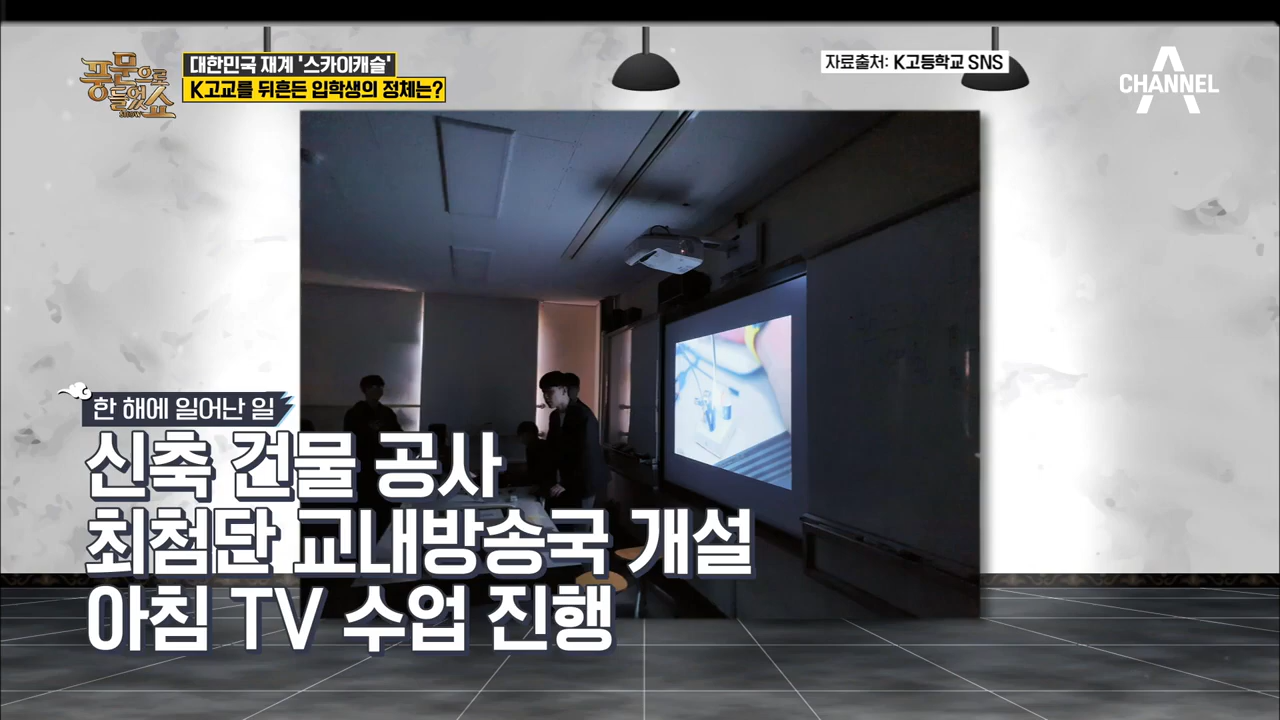 풍문으로
들었쇼
SHOW
대한민국 재계 '스카이캐슬'
K고교를 뒤흔든 입학생의 정체는?
자료출처: K고등학교 SNS
CHANNEL A
한 해에 일어난 일
신축 건물 공사
최첨단 교내방송국 개설
아침 TV 수업 진행